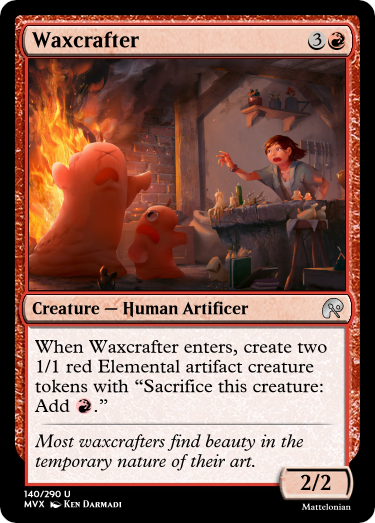 Waxcrafter 3
Creature — Human Artificer
When Waxcrafter enters, create two
1/1 red Elemental artifact creature
tokens with “Sacrifice this creature:
Add .”
Most waxcrafters find beauty in the
temporary nature of their art.
2/2
140/290 U
MVX Ken Darmadi
Mattelonian